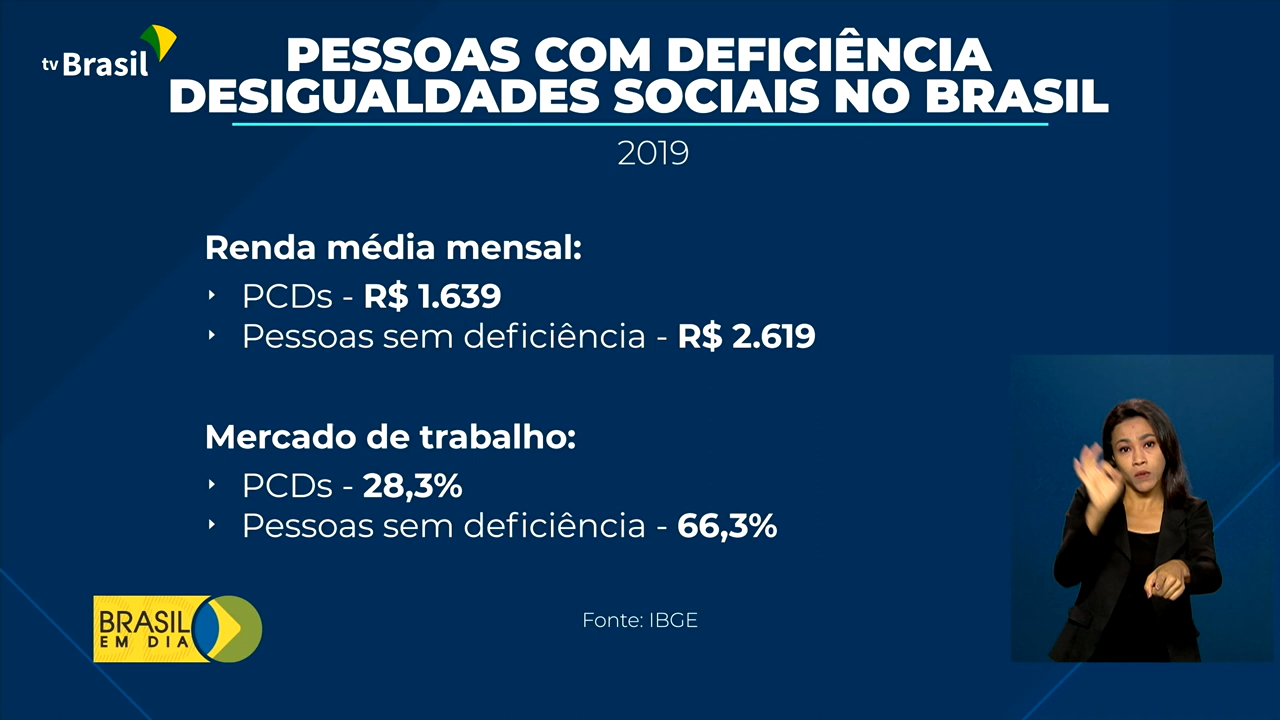 tv Brasil
PESSOAS COM DEFICIÊNCIA
DESIGUALDADES SOCIAIS NO BRASIL
2019
Renda média mensal:
‣ PCDs - R$ 1.639
‣ Pessoas sem deficiência - R$ 2.619
Mercado de trabalho:
‣ PCDs - 28,3%
‣ Pessoas sem deficiência - 66,3%
BRASIL
EM DIA
Fonte: IBGE